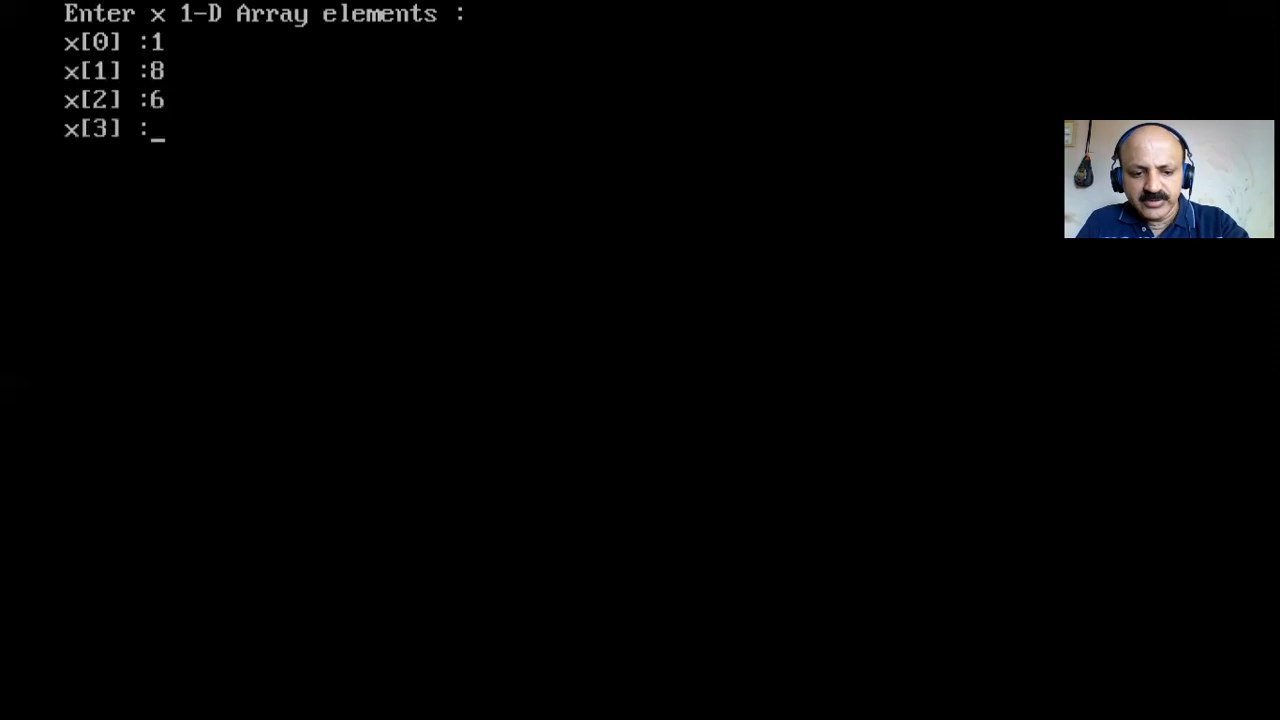 Enter x 1-D Array elements :
x[0] :1
x[1] :8
x[2] :6
x[3] :_